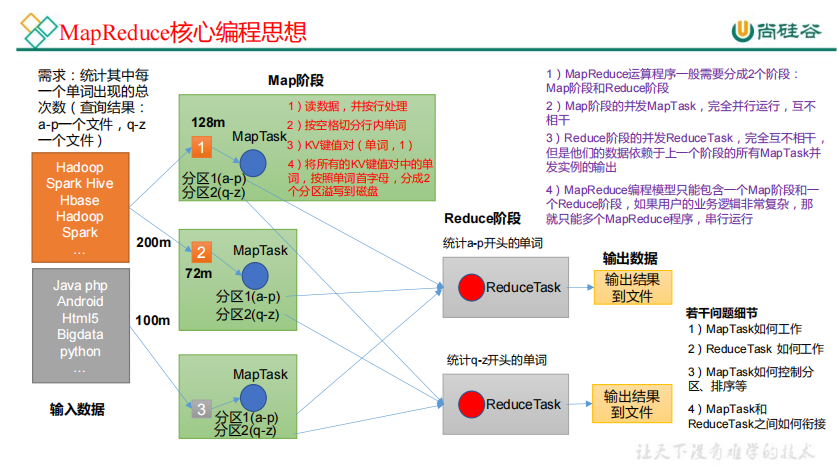 MapReduce核心编程思想
尚硅谷
需求：统计其中每
一个单词出现的总
次数（查询结果：
a-p一个文件，q-z
一个文件）
Hadoop
Spark Hive
Hbase
Hadoop
Spark
…
200m
Java php
Android
Html5
Bigdata
python
…
100m
输入数据
Map阶段
128m
1
MapTask
分区1(a-p)
分区2(q-z)
1）读数据，并按行处理
2）按空格切分行内单词
3）KV键值对（单词，1）
4）将所有的KV键值对中的单
词，按照单词首字母，分成2
个分区溢写到磁盘
2
72m
MapTask
分区1(a-p)
分区2(q-z)
3
MapTask
分区1(a-p)
分区2(q-z)
Reduce阶段
统计a-p开头的单词
ReduceTask
统计q-z开头的单词
ReduceTask
输出数据
输出结果
到文件
输出结果
到文件
1）MapReduce运算程序一般需要分成2个阶段：
Map阶段和Reduce阶段
2）Map阶段的并发MapTask，完全并行运行，互不
相干
3）Reduce阶段的并发ReduceTask，完全互不相干，
但是他们的数据依赖于上一个阶段的所有MapTask并
发实例的输出
4）MapReduce编程模型只能包含一个Map阶段和一
个Reduce阶段，如果用户的业务逻辑非常复杂，那
就只能多个MapReduce程序，串行运行
若干问题细节
1）MapTask如何工作
2）ReduceTask 如何工作
3）MapTask如何控制分
区、排序等
4）MapTask和
ReduceTask之间如何衔接
让天下没有难学的技术